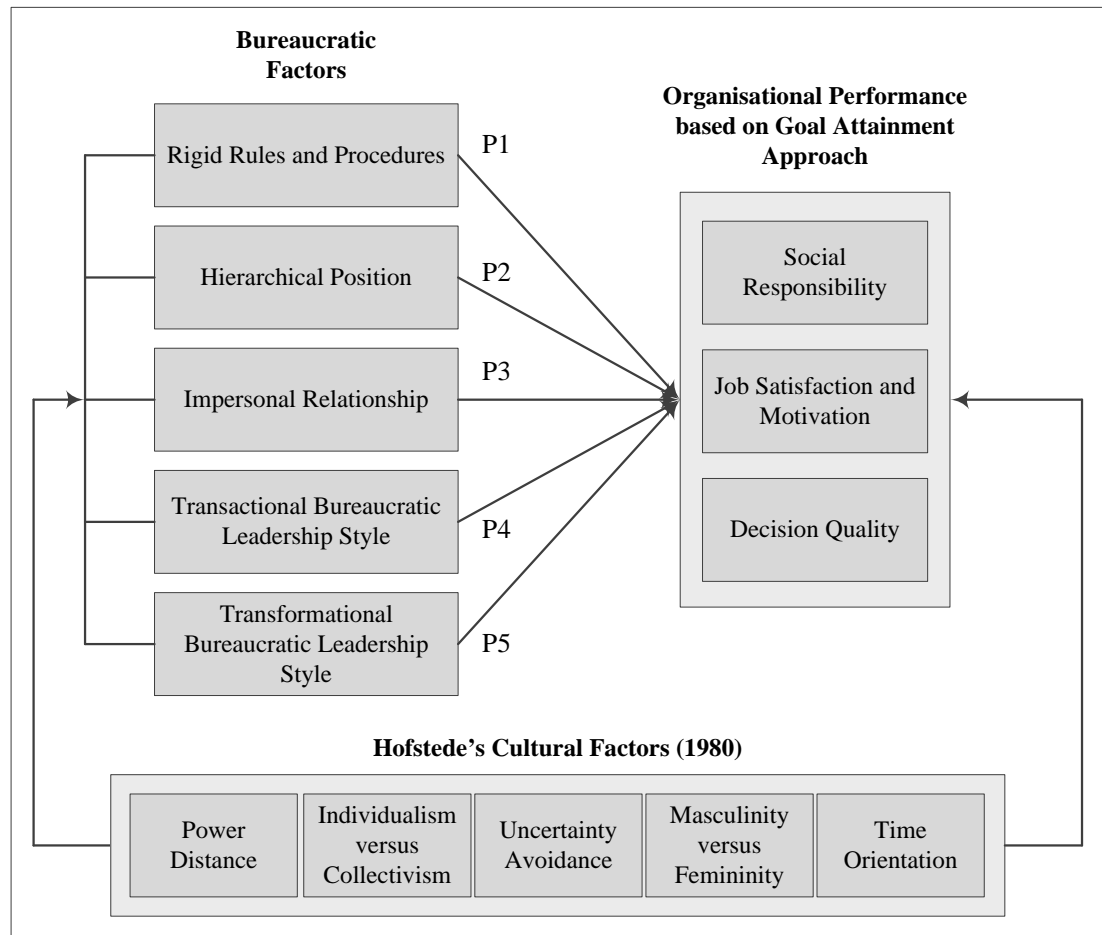 Bureaucratic
Factors
Rigid Rules and Procedures
P1
Hierarchical Position
P2
Impersonal Relationship
P3
Transactional Bureaucratic
Leadership Style
P4
Transformational
Bureaucratic Leadership
Style
P5
Organisational Performance
based on Goal Attainment
Approach
Social
Responsibility
Job Satisfaction and
Motivation
Decision Quality
Hofstede’s Cultural Factors (1980)
Power
Distance
Individualism
versus
Collectivism
Uncertainty
Avoidance
Masculinity
versus
Femininity
Time
Orientation